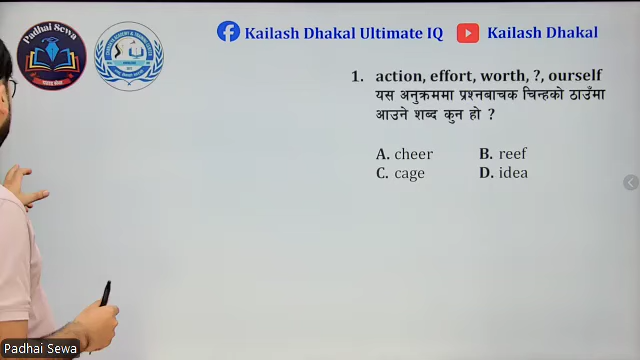 Padhai Sewa
Kailash Dhakal Ultimate IQ
Kailash Dhakal
1. action, effort, worth, ?, ourself
यस अनुक्रममा प्रश्नबाचक चिन्हको ठाउँमा
आउने शब्द कुन हो ?
A. cheer B. reef
C. cage D. idea
Padhai Sewa